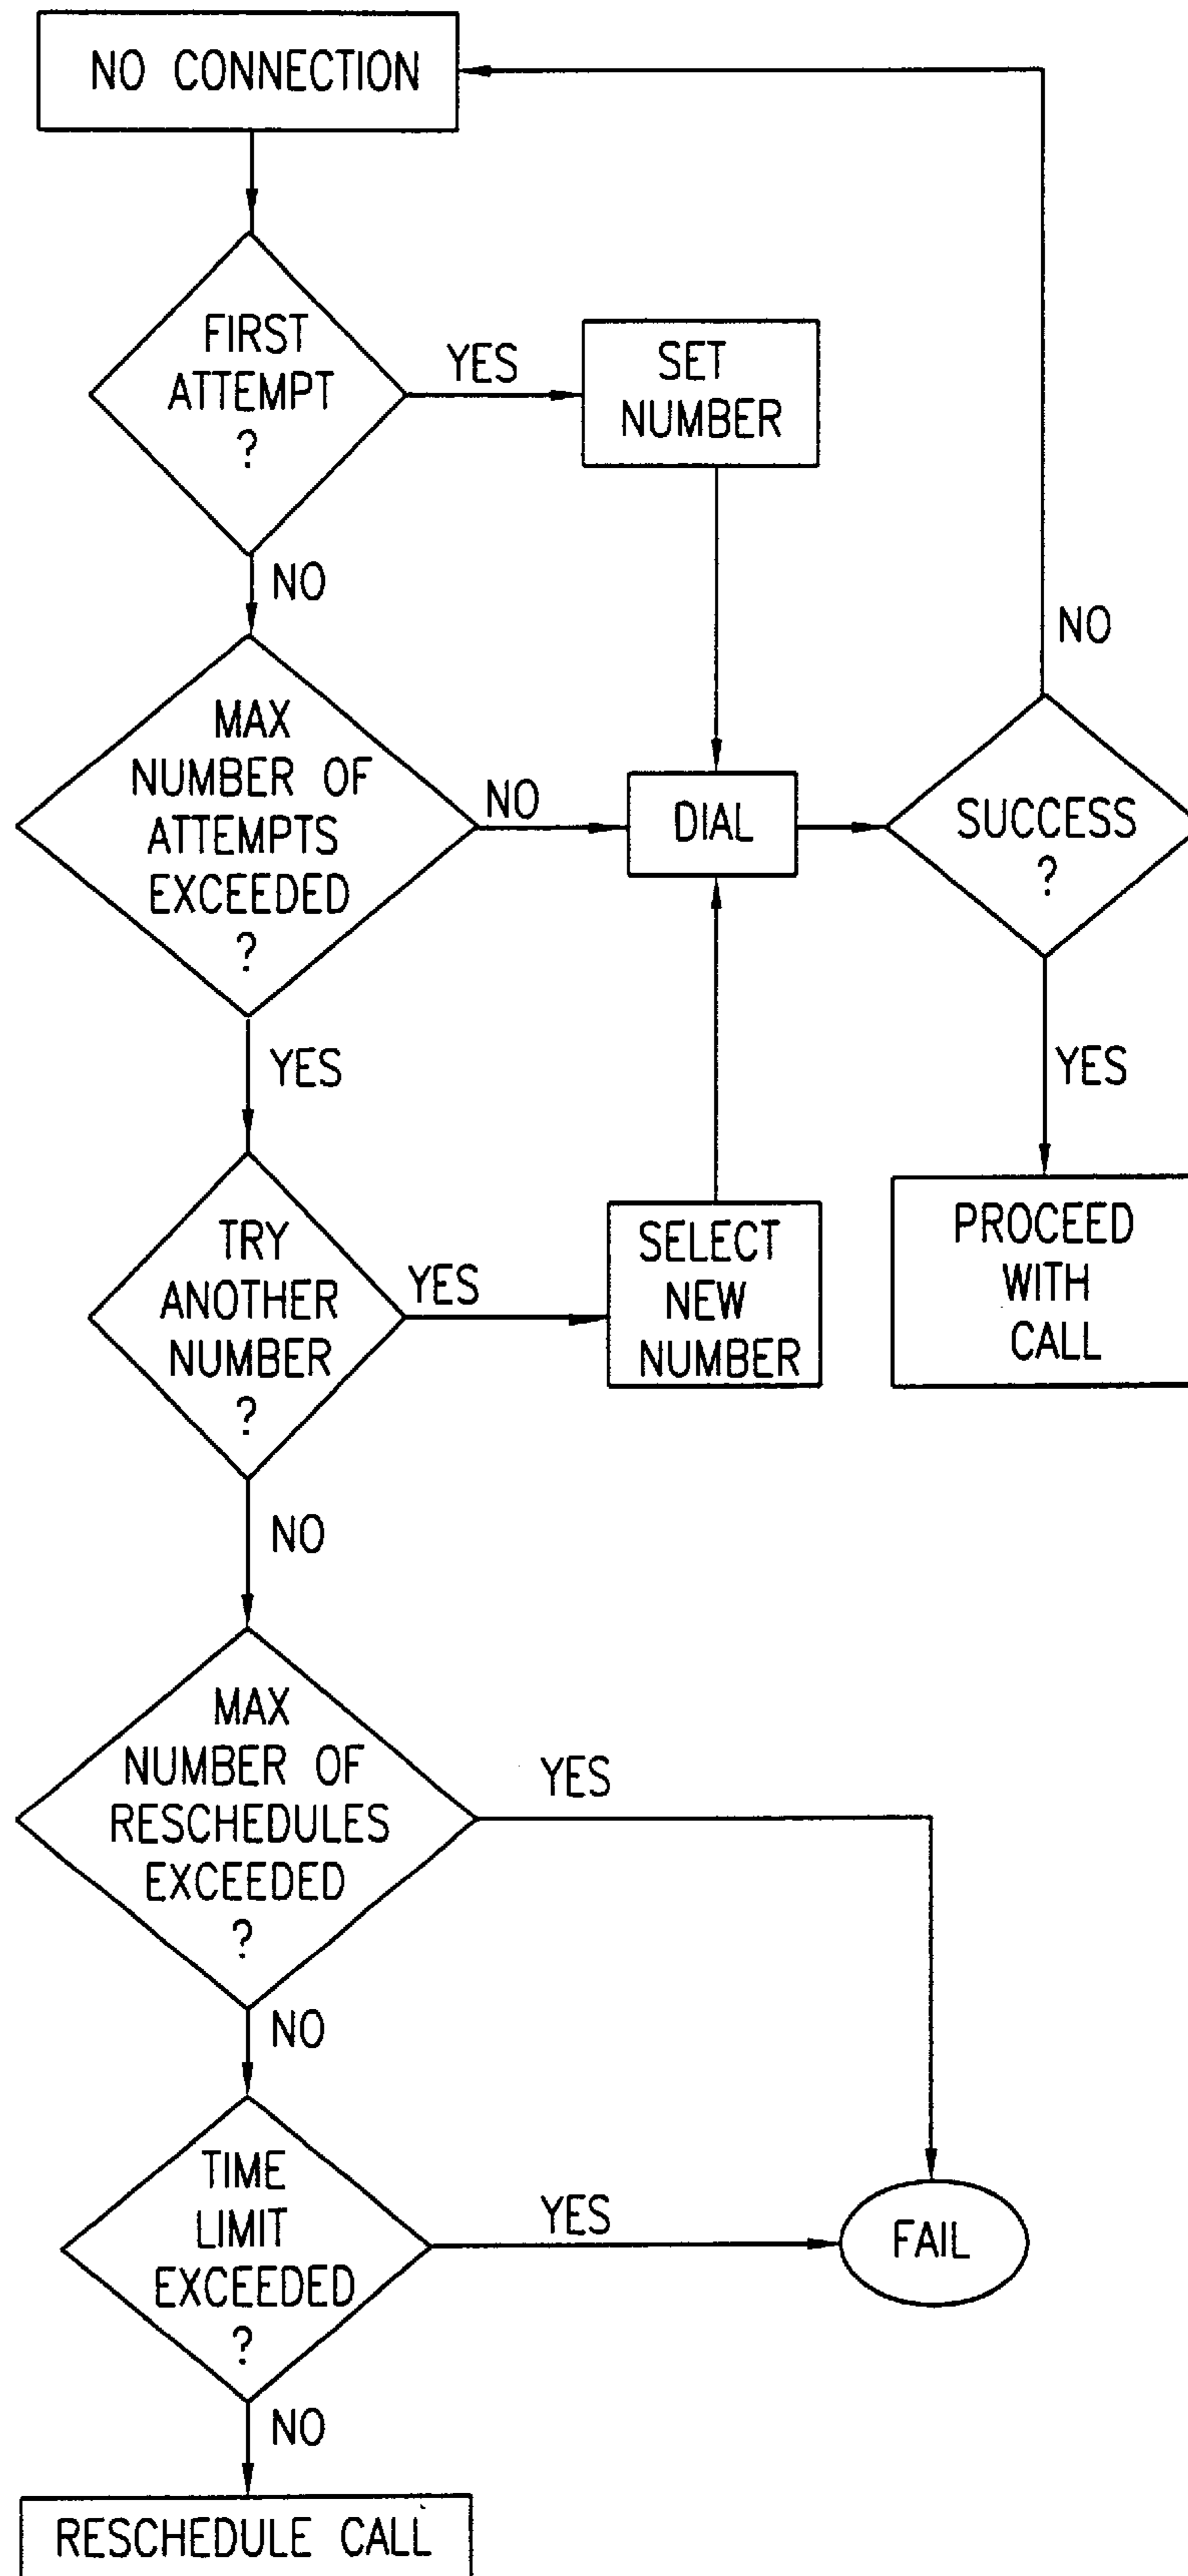 NO CONNECTION
FIRST
ATTEMPT
?
YES
SET
NUMBER
NO
NO
MAX
NUMBER OF
ATTEMPTS
EXCEEDED
?
NO
DIAL
SUCCESS
?
YES
YES
TRY
ANOTHER
NUMBER
?
YES
SELECT
NEW
NUMBER
PROCEED
WITH
CALL
NO
MAX
NUMBER OF
RESCHEDULES
EXCEEDED
?
YES
NO
TIME
LIMIT
EXCEEDED
?
YES
FAIL
NO
RESCHEDULE CALL